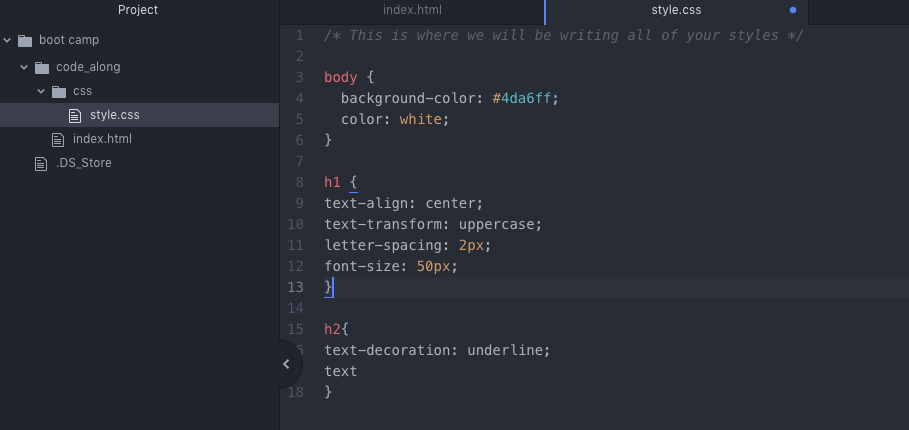 Project
boot camp
code_along
css
style.css
index.html
.DS_Store
index.html
style.css
1 /* This is where we will be writing all of your styles */
2
3 body {
4 background-color: #4da6ff;
5 color: white;
6 }
7
8 h1 {
9 text-align: center;
10 text-transform: uppercase;
11 letter-spacing: 2px;
12 font-size: 50px;
13 }
14
15 h2{
text-decoration: underline;
text
18 }